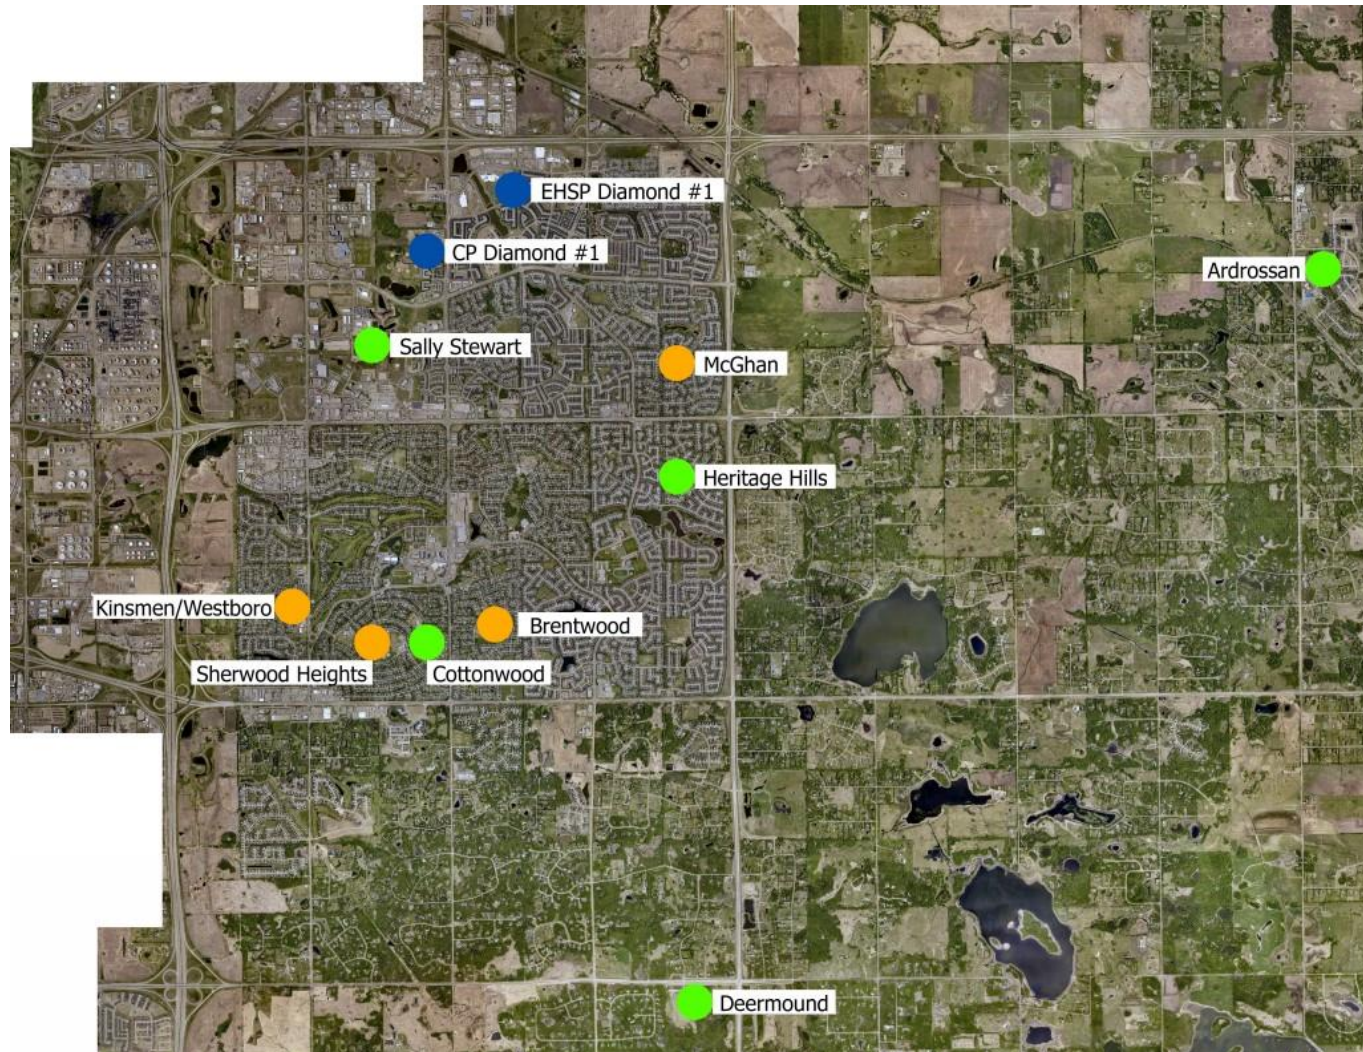 EHSP Diamond #1
CP Diamond #1
Ardrossan
Sally Stewart
McGhan
Heritage Hills
Kinsmen/Westboro
Brentwood
Sherwood Heights
Cottonwood
Deermound